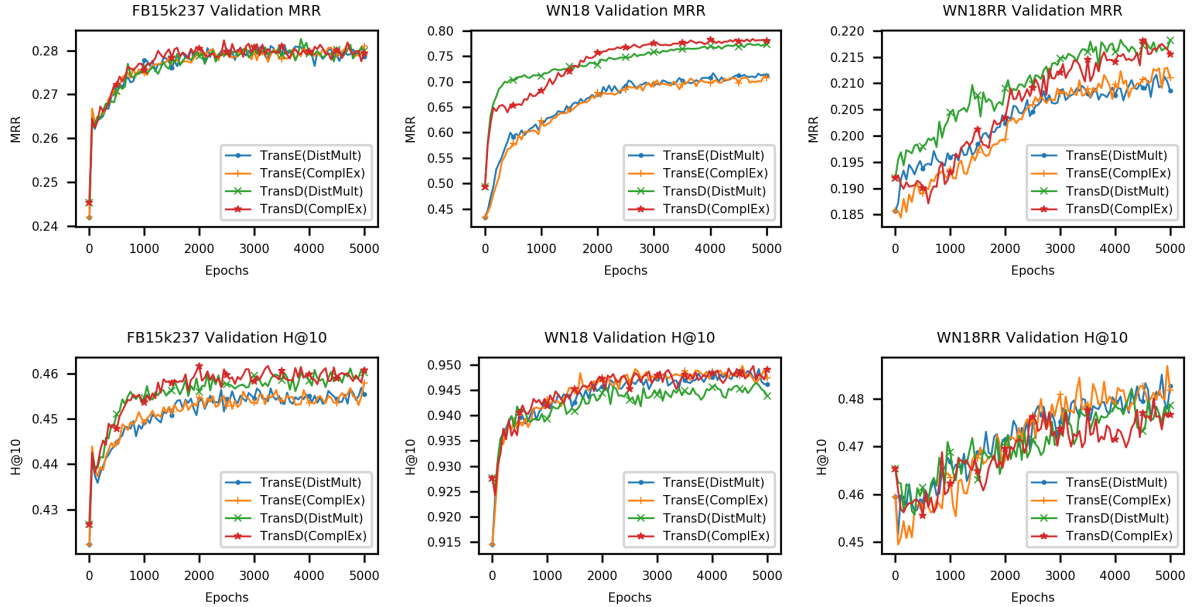 FB15k237 Validation MRR
MRR
0.28
0.27
0.26
0.25
0.24
TransE(DistMult)
TransE(ComplEx)
TransD(DistMult)
TransD(ComplEx)
0 1000 2000 3000 4000 5000
Epochs
WN18 Validation MRR
MRR
0.80
0.75
0.70
0.65
0.60
0.55
0.50
0.45
TransE(DistMult)
TransE(ComplEx)
TransD(DistMult)
TransD(ComplEx)
0 1000 2000 3000 4000 5000
Epochs
WN18RR Validation MRR
MRR
0.220
0.215
0.210
0.205
0.200
0.195
0.190
0.185
TransE(DistMult)
TransE(ComplEx)
TransD(DistMult)
TransD(ComplEx)
0 1000 2000 3000 4000 5000
Epochs
FB15k237 Validation H@10
H@10
0.46
0.45
0.44
0.43
TransE(DistMult)
TransE(ComplEx)
TransD(DistMult)
TransD(ComplEx)
0 1000 2000 3000 4000 5000
Epochs
WN18 Validation H@10
H@10
0.950
0.945
0.940
0.935
0.930
0.925
0.920
0.915
TransE(DistMult)
TransE(ComplEx)
TransD(DistMult)
TransD(ComplEx)
0 1000 2000 3000 4000 5000
Epochs
WN18RR Validation H@10
H@10
0.48
0.47
0.46
0.45
TransE(DistMult)
TransE(ComplEx)
TransD(DistMult)
TransD(ComplEx)
0 1000 2000 3000 4000 5000
Epochs